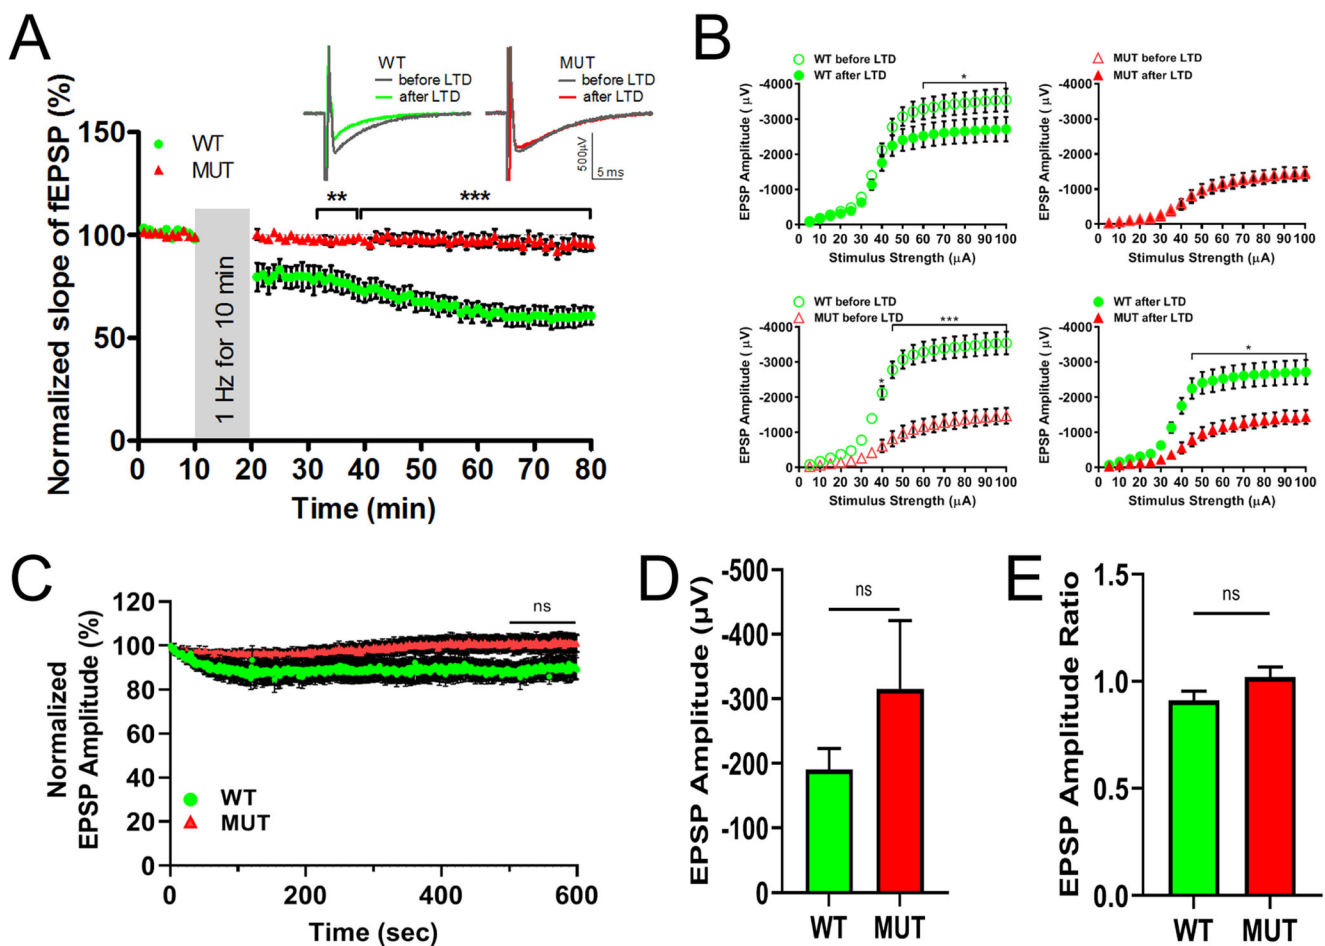 A
Normalized slope of fEPSP (%)
150
100
50
0
WT
MUT
WT
before LTD
after LTD
MUT
before LTD
after LTD
500µV
5 ms
**
***
1 Hz for 10 min
0 10 20 30 40 50 60 70 80
Time (min)
B
WT before LTD
WT after LTD
*
EPSP Amplitude ( µV)
-4000
-3000
-2000
-1000
0
0 10 20 30 40 50 60 70 80 90 100
Stimulus Strength (µA)
MUT before LTD
MUT after LTD
EPSP Amplitude ( µV)
-4000
-3000
-2000
-1000
0
0 10 20 30 40 50 60 70 80 90 100
Stimulus Strength (µA)
WT before LTD
MUT before LTD
***
*
EPSP Amplitude ( µV)
-4000
-3000
-2000
-1000
0
0 10 20 30 40 50 60 70 80 90 100
Stimulus Strength (µA)
WT after LTD
MUT after LTD
*
EPSP Amplitude ( µV)
-4000
-3000
-2000
-1000
0
0 10 20 30 40 50 60 70 80 90 100
Stimulus Strength (µA)
C
Normalized
EPSP Amplitude (%)
120
100
80
60
40
20
0
ns
WT
MUT
0 200 400 600
Time (sec)
D
EPSP Amplitude (µV)
-500
-400
-300
-200
-100
0
ns
WT MUT
E
EPSP Amplitude Ratio
1.5
1.0
0.5
0.0
ns
WT MUT